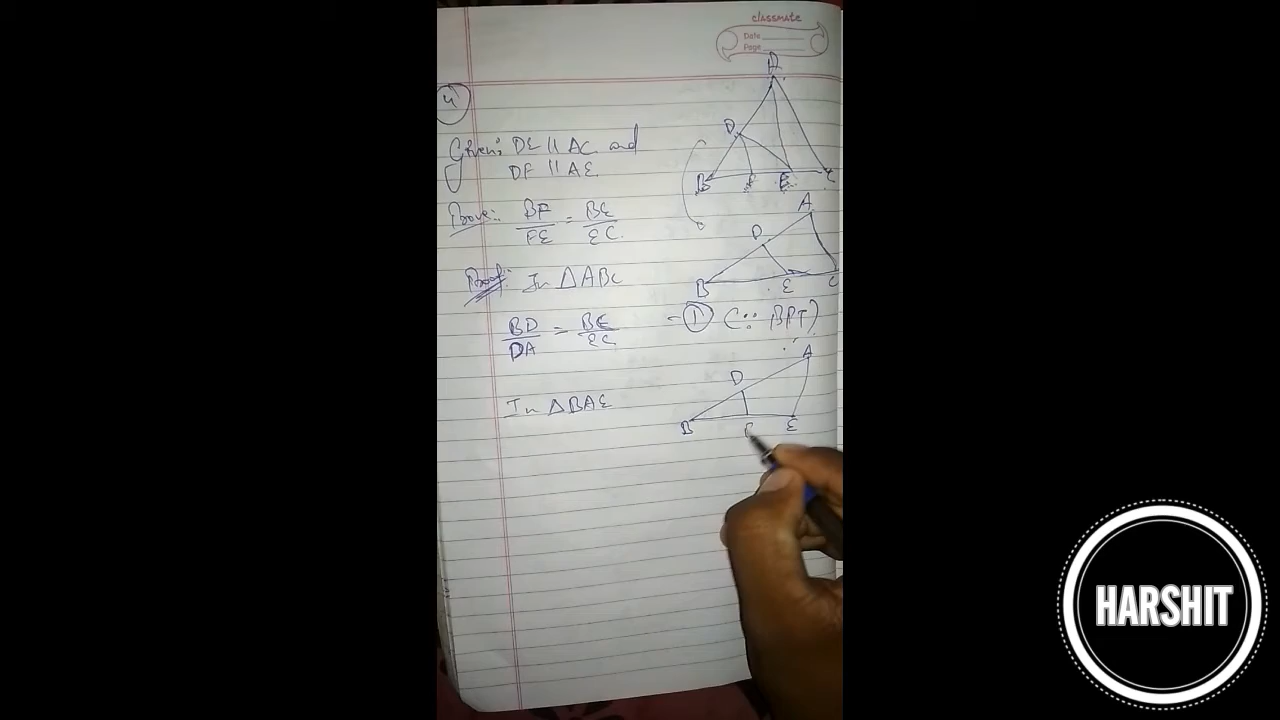 classmate
Date
Page
4
Given: DE || AC and
DF || AE
Prove: BF/FE = BE/EC
Proof: In △ABC
BD/DA = BE/EC - ① (∵ BPT)
In △BAE
A
D
B F E C
A
D
B E C
A
D
B F E
HARSHIT